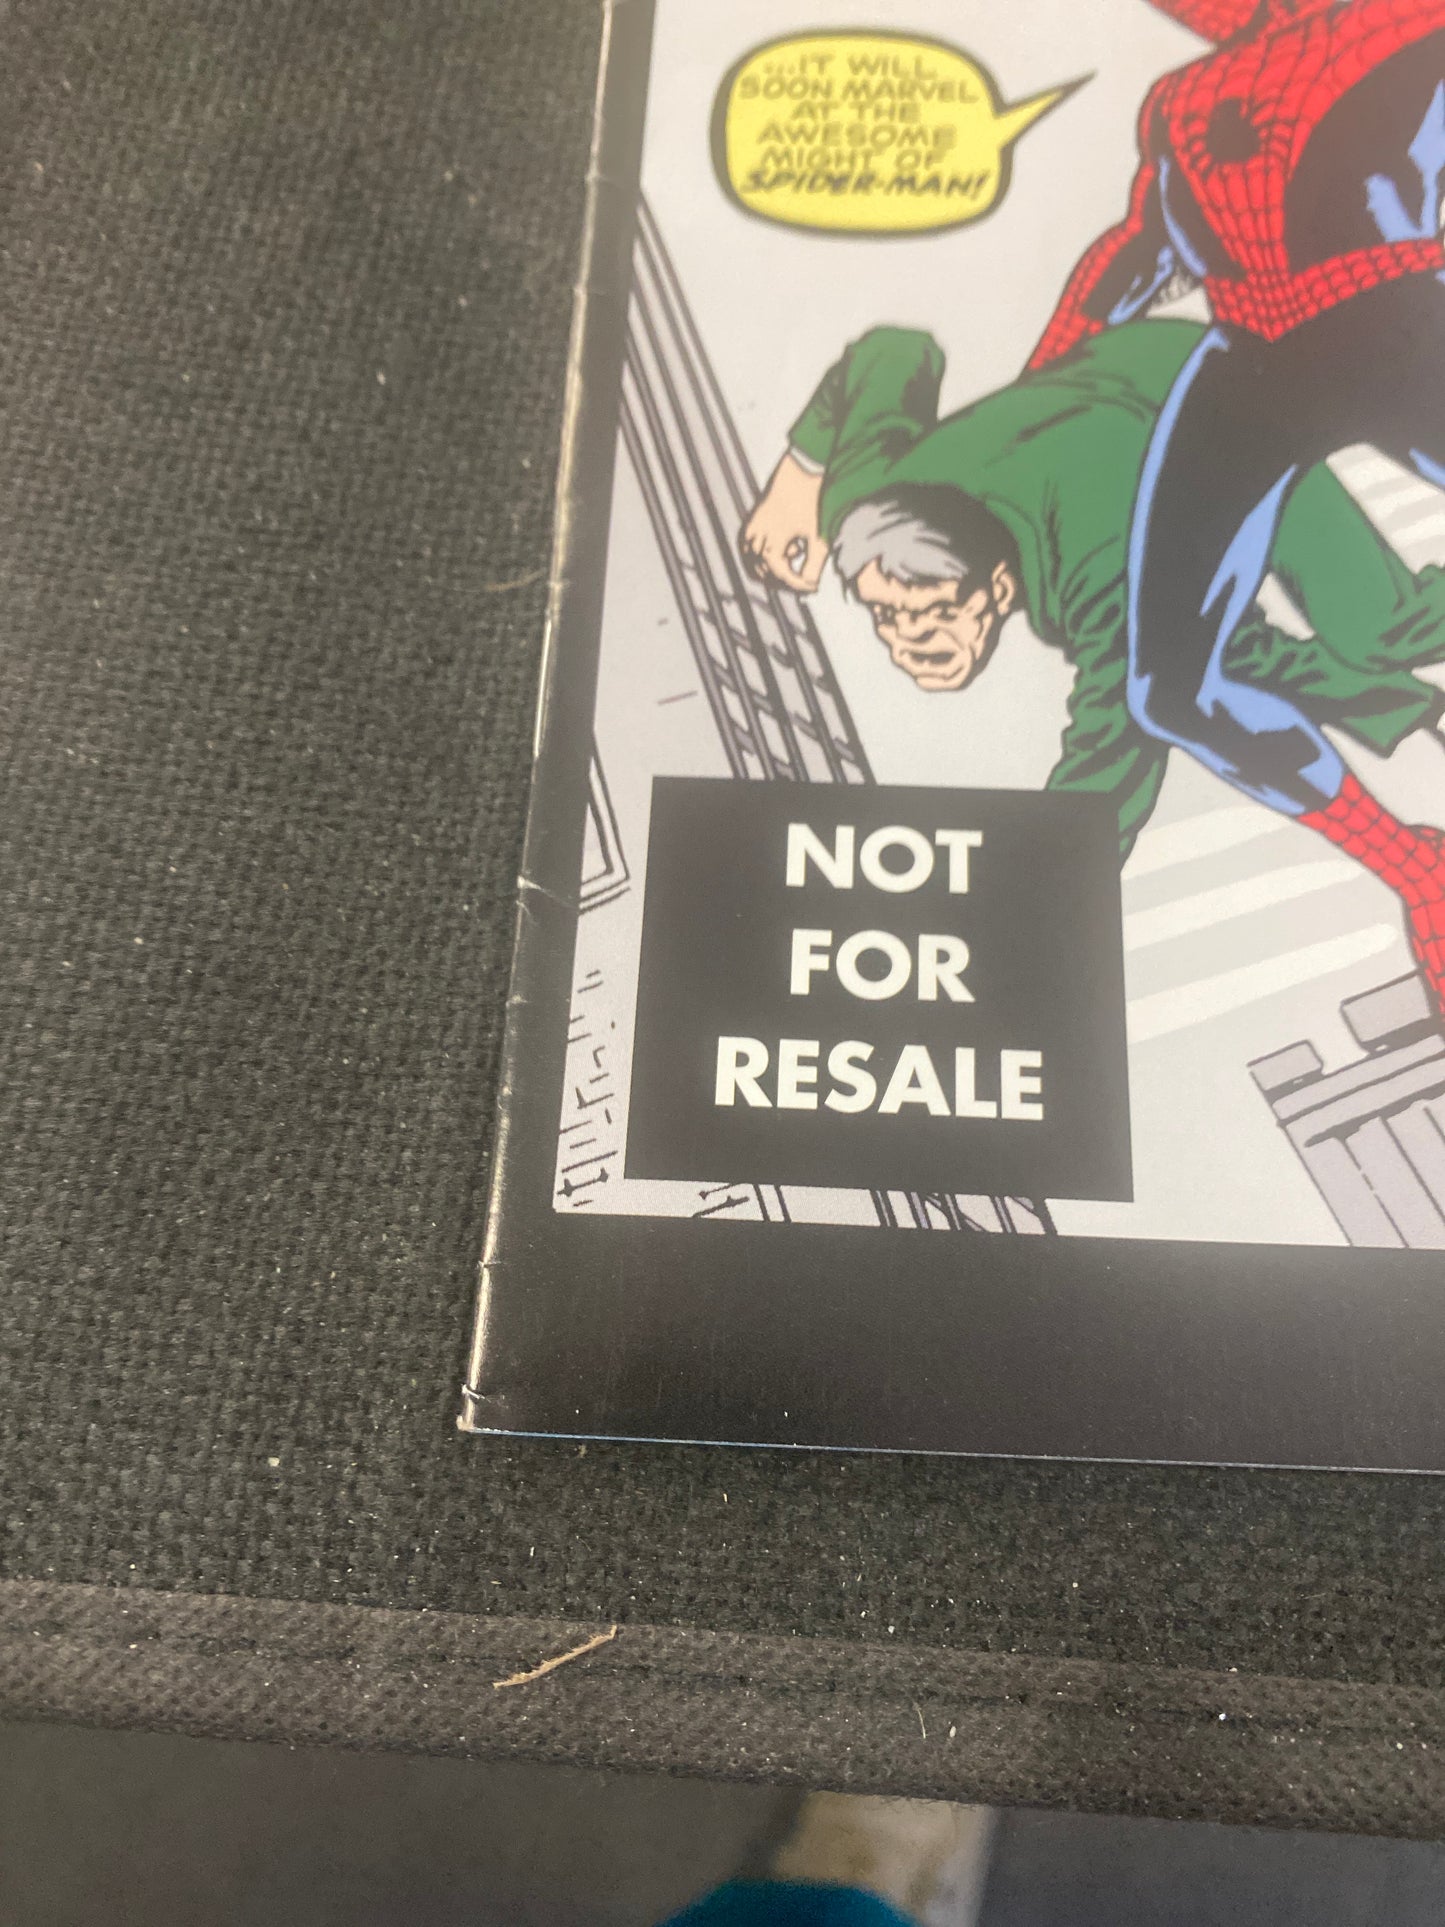 ...IT WILL
SOON MARVEL
AT THE
AWESOME
MIGHT OF
SPIDER-MAN!
NOT
FOR
RESALE